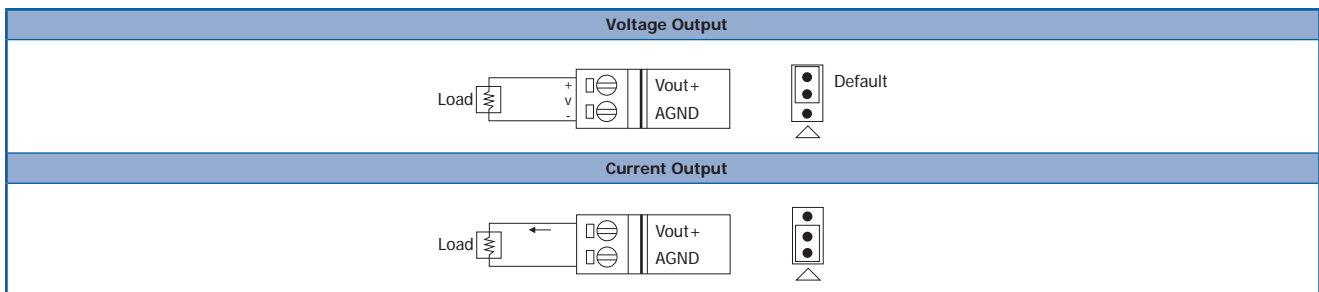 Voltage Output
Load
+
v
-
Vout+
AGND
Default
Current Output
Load
Vout+
AGND